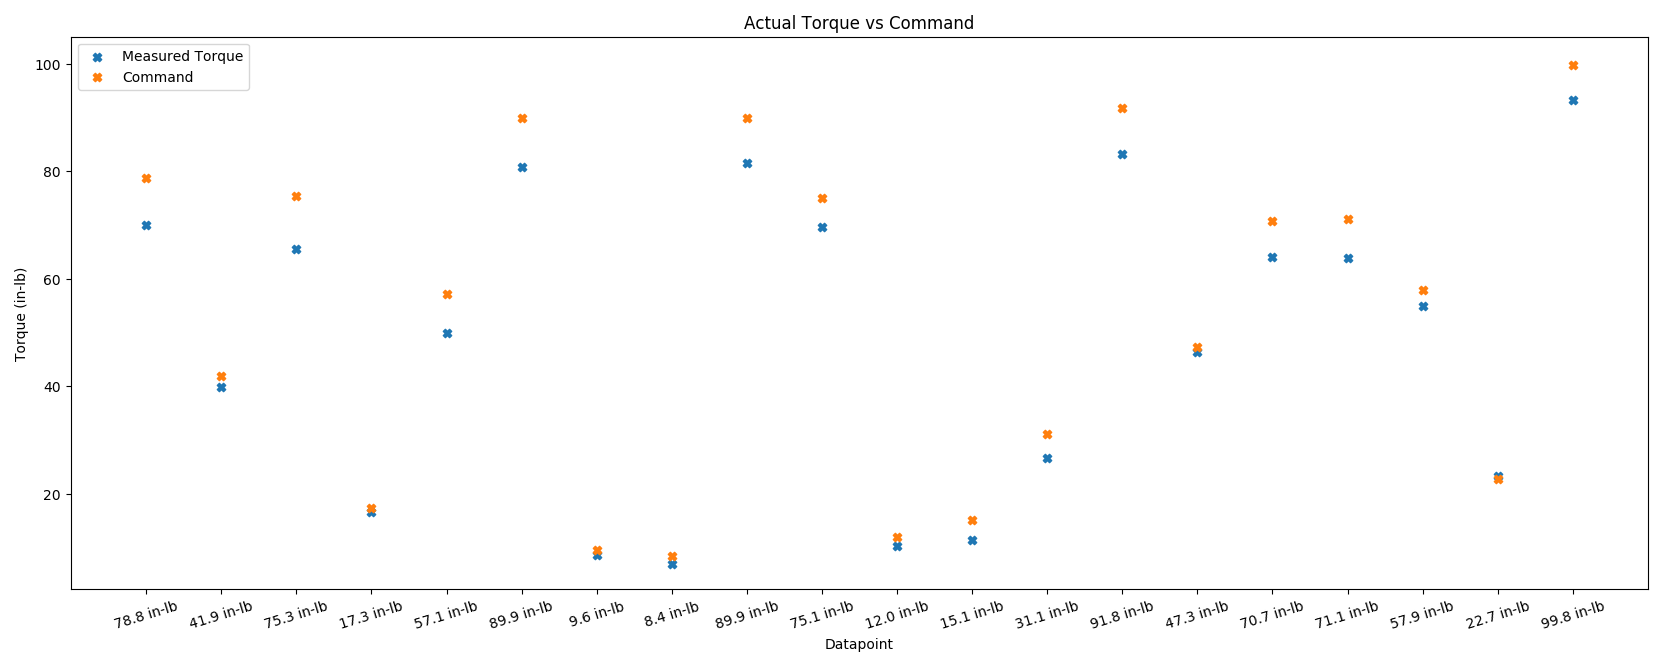 Actual Torque vs Command
Measured Torque
Command
100
80
60
40
20
Torque (in-lb)
78.8 in-lb
41.9 in-lb
75.3 in-lb
17.3 in-lb
57.1 in-lb
89.9 in-lb
9.6 in-lb
8.4 in-lb
89.9 in-lb
75.1 in-lb
12.0 in-lb
15.1 in-lb
31.1 in-lb
91.8 in-lb
47.3 in-lb
70.7 in-lb
71.1 in-lb
57.9 in-lb
22.7 in-lb
99.8 in-lb
Datapoint